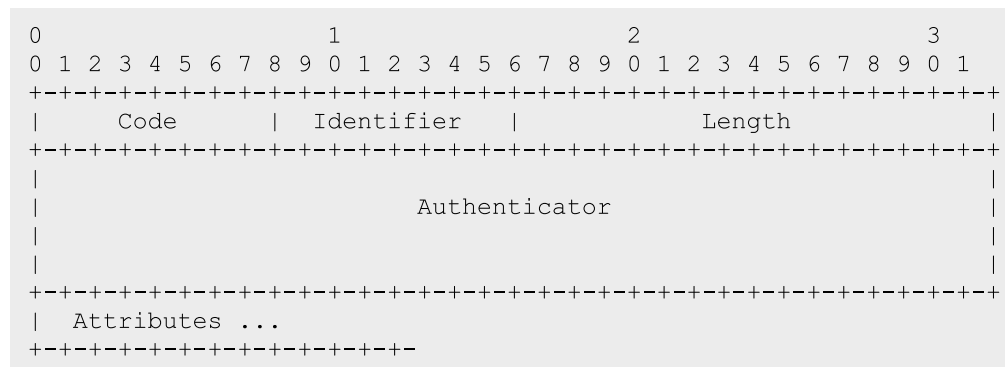 0                   1                   2                   3
0 1 2 3 4 5 6 7 8 9 0 1 2 3 4 5 6 7 8 9 0 1 2 3 4 5 6 7 8 9 0 1
+-+-+-+-+-+-+-+-+-+-+-+-+-+-+-+-+-+-+-+-+-+-+-+-+-+-+-+-+-+-+-+-+
|     Code      |  Identifier   |            Length             |
+-+-+-+-+-+-+-+-+-+-+-+-+-+-+-+-+-+-+-+-+-+-+-+-+-+-+-+-+-+-+-+-+
|                                                               |
|                         Authenticator                         |
|                                                               |
|                                                               |
+-+-+-+-+-+-+-+-+-+-+-+-+-+-+-+-+-+-+-+-+-+-+-+-+-+-+-+-+-+-+-+-+
|  Attributes ...
+-+-+-+-+-+-+-+-+-+-+-+-+-